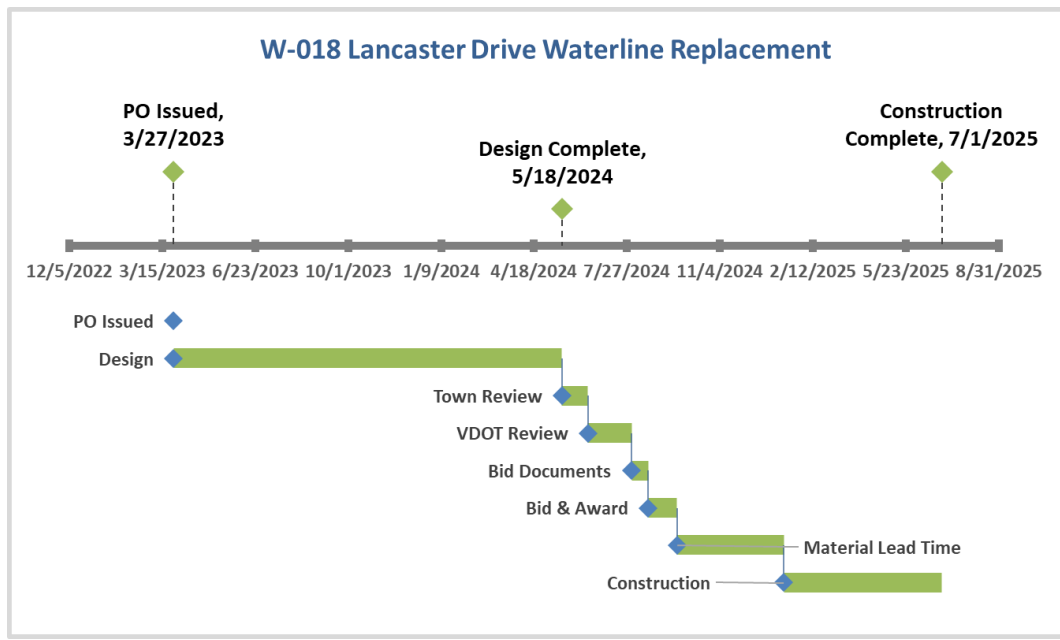 W-018 Lancaster Drive Waterline Replacement
PO Issued,
3/27/2023
Design Complete,
5/18/2024
Construction
Complete, 7/1/2025
12/5/2022 3/15/2023 6/23/2023 10/1/2023 1/9/2024 4/18/2024 7/27/2024 11/4/2024 2/12/2025 5/23/2025 8/31/2025
PO Issued
Design
Town Review
VDOT Review
Bid Documents
Bid & Award
Material Lead Time
Construction